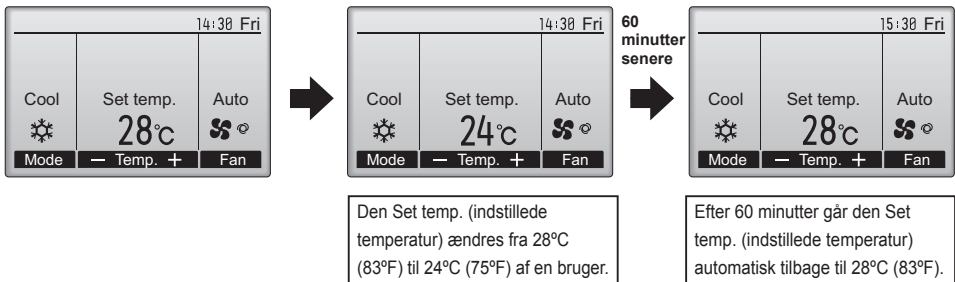 14:30 Fri
Cool Set temp. Auto
28°C
Mode — Temp. + Fan
14:30 Fri
Cool Set temp. Auto
24°C
Mode — Temp. + Fan
Den Set temp. (indstillede
temperatur) ændres fra 28ºC
(83ºF) til 24ºC (75ºF) af en bruger.
60
minutter
senere
15:30 Fri
Cool Set temp. Auto
28°C
Mode — Temp. + Fan
Efter 60 minutter går den Set
temp. (indstillede temperatur)
automatisk tilbage til 28ºC (83ºF).